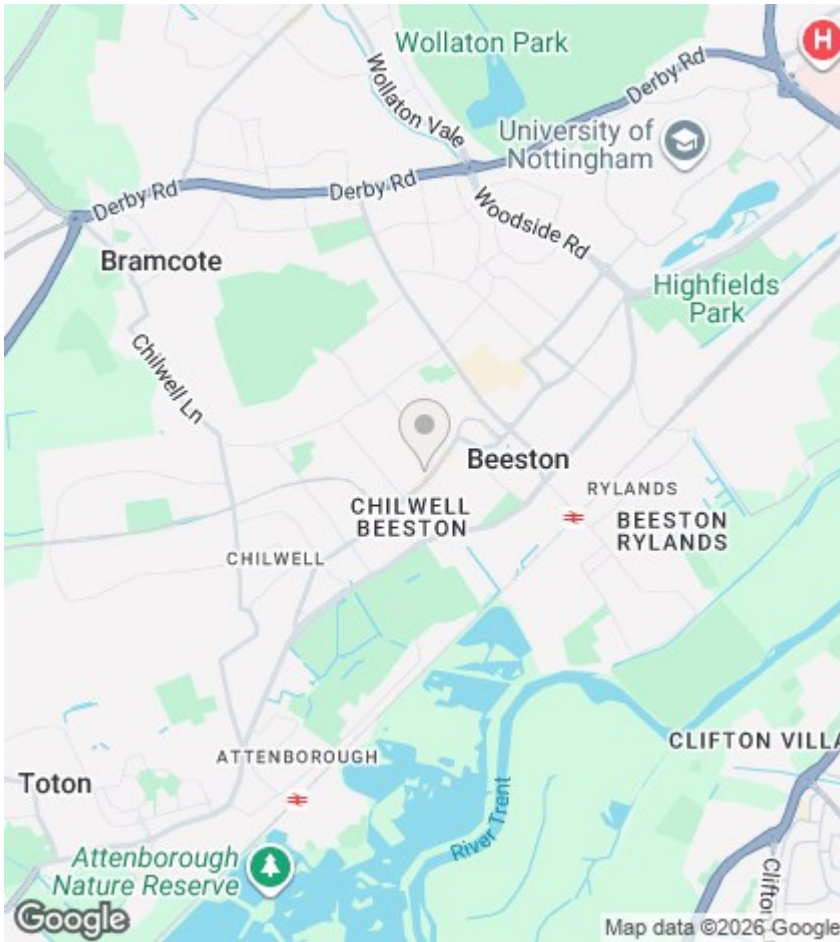 Wollaton Park
H
Derby Rd
Wollaton Vale
University of
Nottingham
Derby Rd
Derby Rd
Woodside Rd
Bramcote
Highfields
Park
Chilwell Ln
Beeston
RYLANDS
CHILWELL
BEESTON
BEESTON
RYLANDS
CHILWELL
CLIFTON VILLA
ATTENBOROUGH
Toton
River Trent
Attenborough
Nature Reserve
Clifton
Google
Map data ©2026 Google